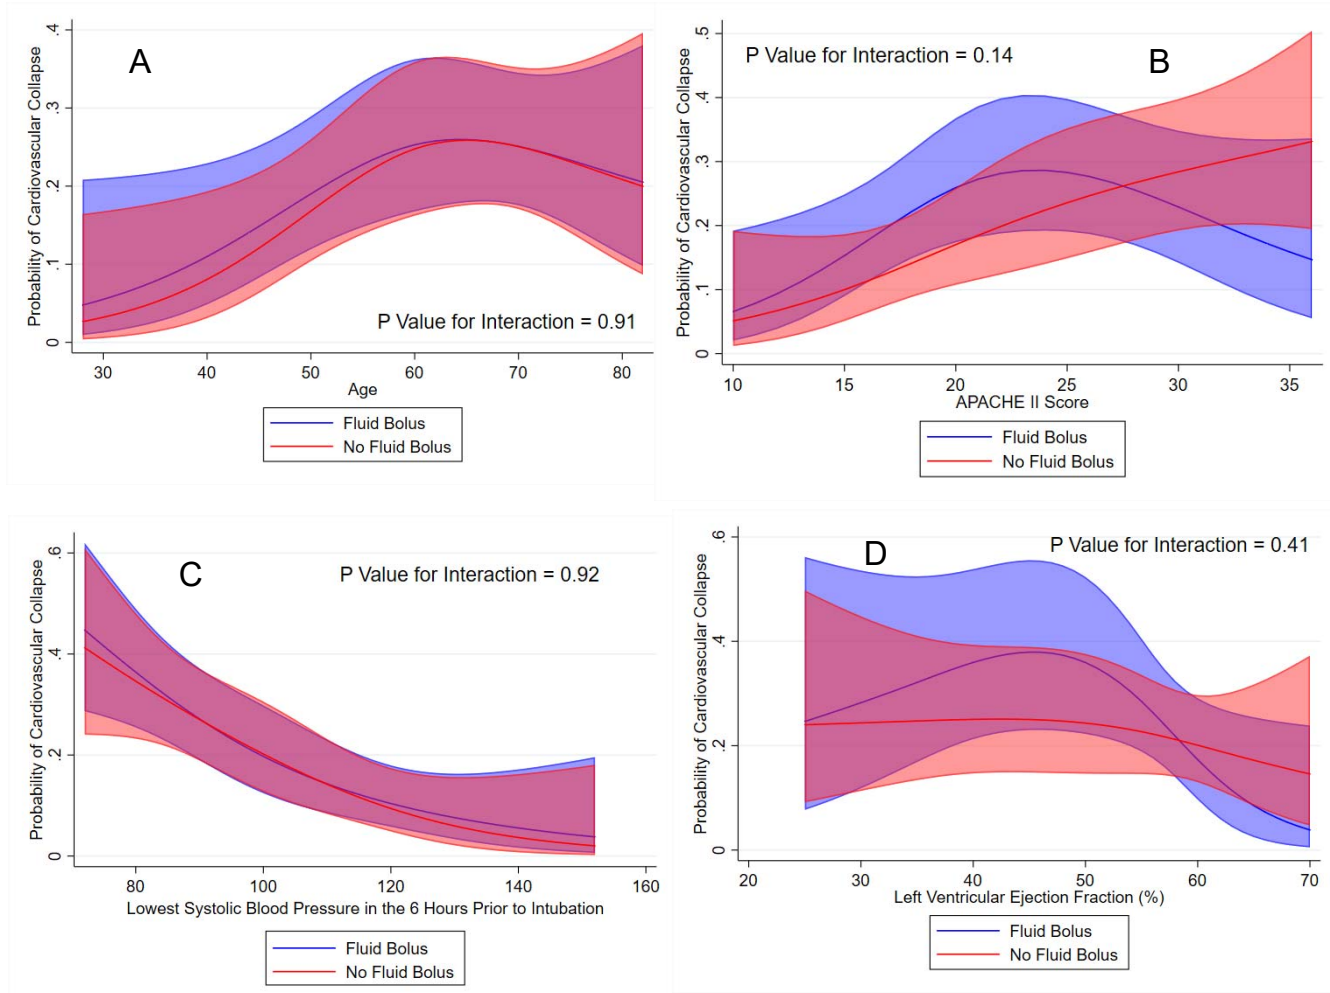 A
Probability of Cardiovascular Collapse
.4
.3
.2
.1
0
P Value for Interaction = 0.91
30 40 50 60 70 80
Age
Fluid Bolus
No Fluid Bolus
P Value for Interaction = 0.14
B
Probability of Cardiovascular Collapse
.5
.4
.3
.2
.1
0
10 15 20 25 30 35
APACHE II Score
Fluid Bolus
No Fluid Bolus
C
P Value for Interaction = 0.92
Probability of Cardiovascular Collapse
.6
.4
.2
0
80 100 120 140 160
Lowest Systolic Blood Pressure in the 6 Hours Prior to Intubation
Fluid Bolus
No Fluid Bolus
D
P Value for Interaction = 0.41
Probability of Cardiovascular Collapse
.6
.4
.2
0
20 30 40 50 60 70
Left Ventricular Ejection Fraction (%)
Fluid Bolus
No Fluid Bolus